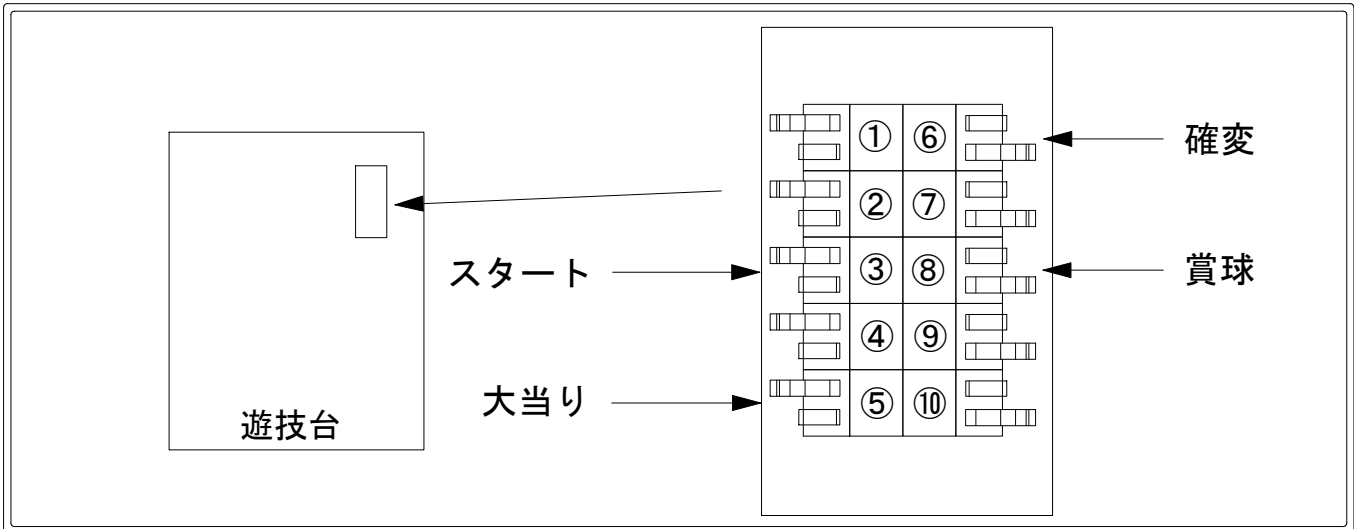 ① ⑥ 確変
② ⑦
スタート ③ ⑧ 賞球
④ ⑨
大当り ⑤ ⑩
遊技台